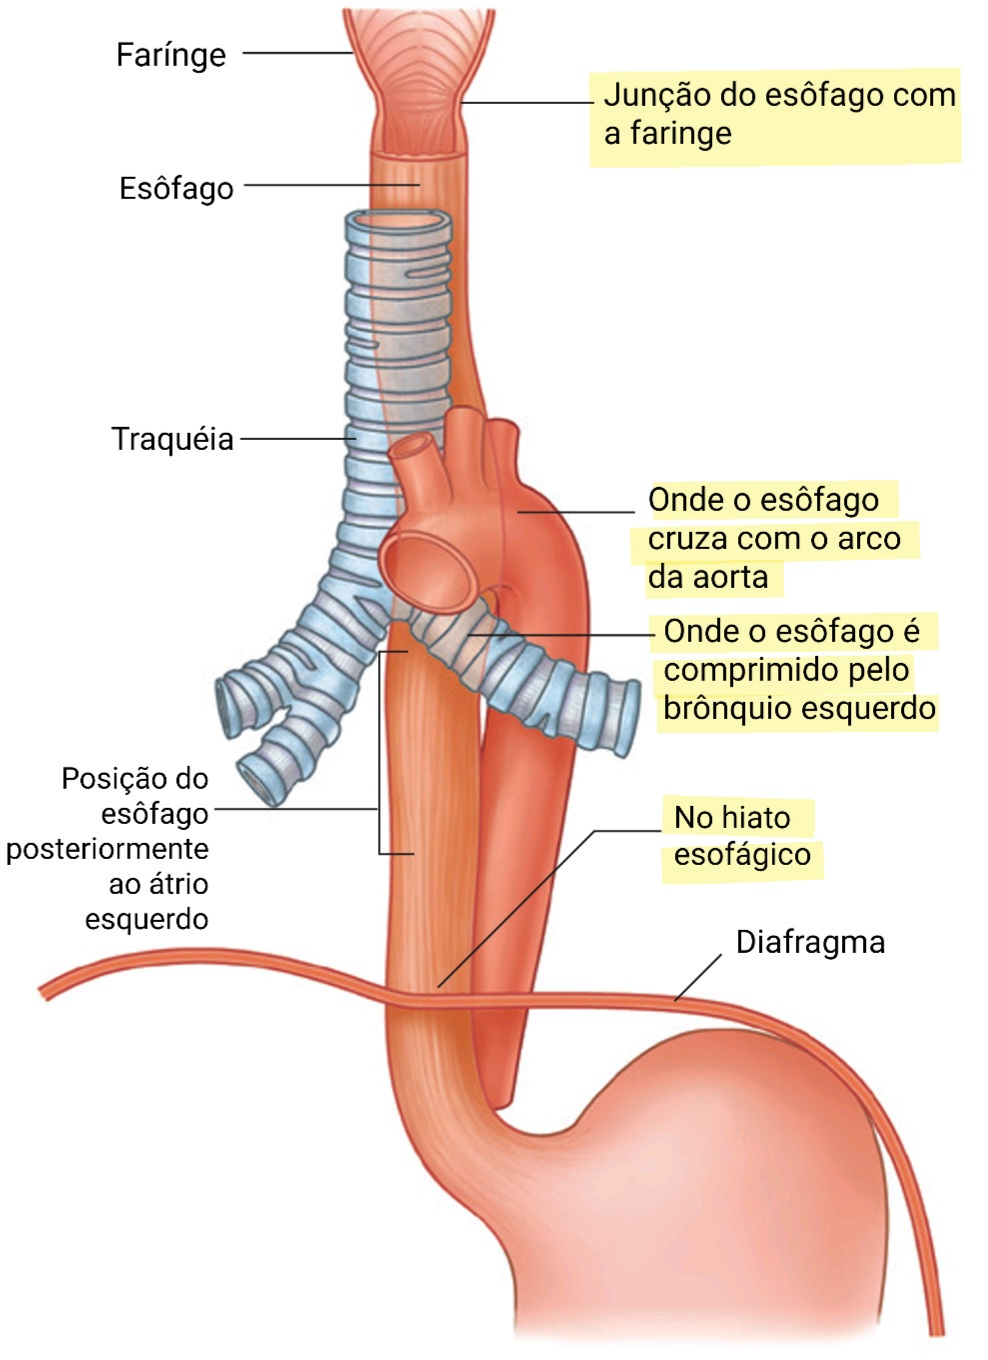 Farínge
Junção do esôfago com
a faringe
Esôfago
Traquéia
Onde o esôfago
cruza com o arco
da aorta
Onde o esôfago é
comprimido pelo
brônquio esquerdo
Posição do
esôfago
posteriormente
ao átrio
esquerdo
No hiato
esofágico
Diafragma